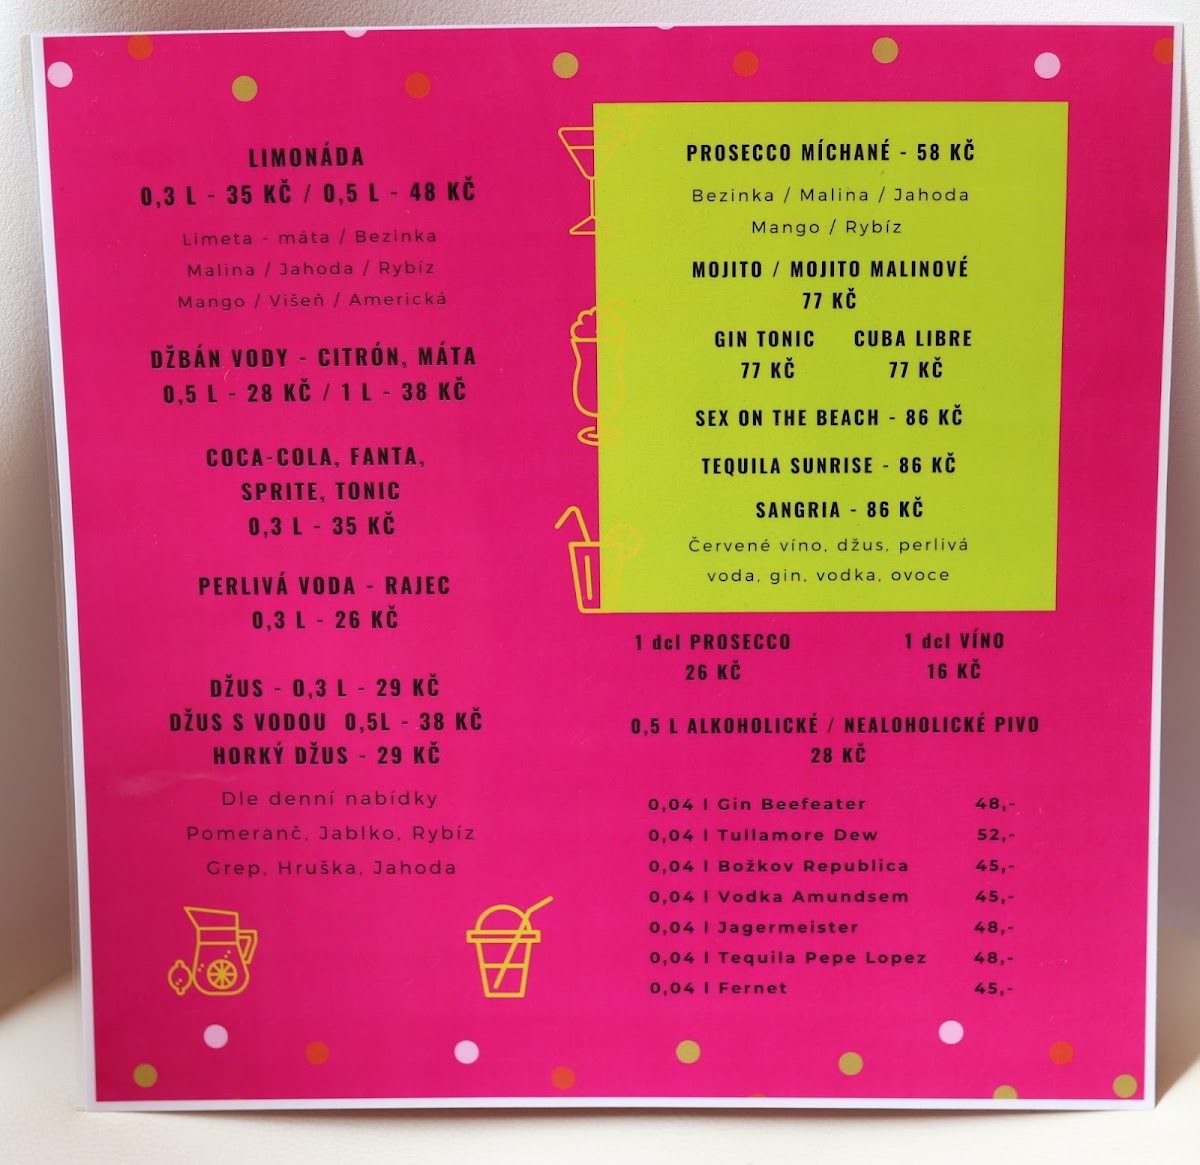 LIMONÁDA
0,3 L - 35 KČ / 0,5 L - 48 KČ
Limeta - máta / Bezinka
Malina / Jahoda / Rybíz
Mango / Višeň / Americká
DŽBÁN VODY - CITRÓN, MÁTA
0,5 L - 28 KČ / 1 L - 38 KČ
COCA-COLA, FANTA,
SPRITE, TONIC
0,3 L - 35 KČ
PERLIVÁ VODA - RAJEC
0,3 L - 26 KČ
DŽUS - 0,3 L - 29 KČ
DŽUS S VODOU 0,5L - 38 KČ
HORKÝ DŽUS - 29 KČ
Dle denní nabídky
Pomeranč, Jablko, Rybíz
Grep, Hruška, Jahoda
PROSECCO MÍCHANÉ - 58 KČ
Bezinka / Malina / Jahoda
Mango / Rybíz
MOJITO / MOJITO MALINOVÉ
77 KČ
GIN TONIC CUBA LIBRE
77 KČ 77 KČ
SEX ON THE BEACH - 86 KČ
TEQUILA SUNRISE - 86 KČ
SANGRIA - 86 KČ
Červené víno, džus, perlivá
voda, gin, vodka, ovoce
1 dcl PROSECCO 1 dcl VÍNO
26 KČ 16 KČ
0,5 L ALKOHOLICKÉ / NEALOHOLICKÉ PIVO
28 KČ
0,04 l Gin Beefeater 48,-
0,04 l Tullamore Dew 52,-
0,04 l Božkov Republica 45,-
0,04 l Vodka Amundsem 45,-
0,04 l Jagermeister 48,-
0,04 l Tequila Pepe Lopez 48,-
0,04 l Fernet 45,-